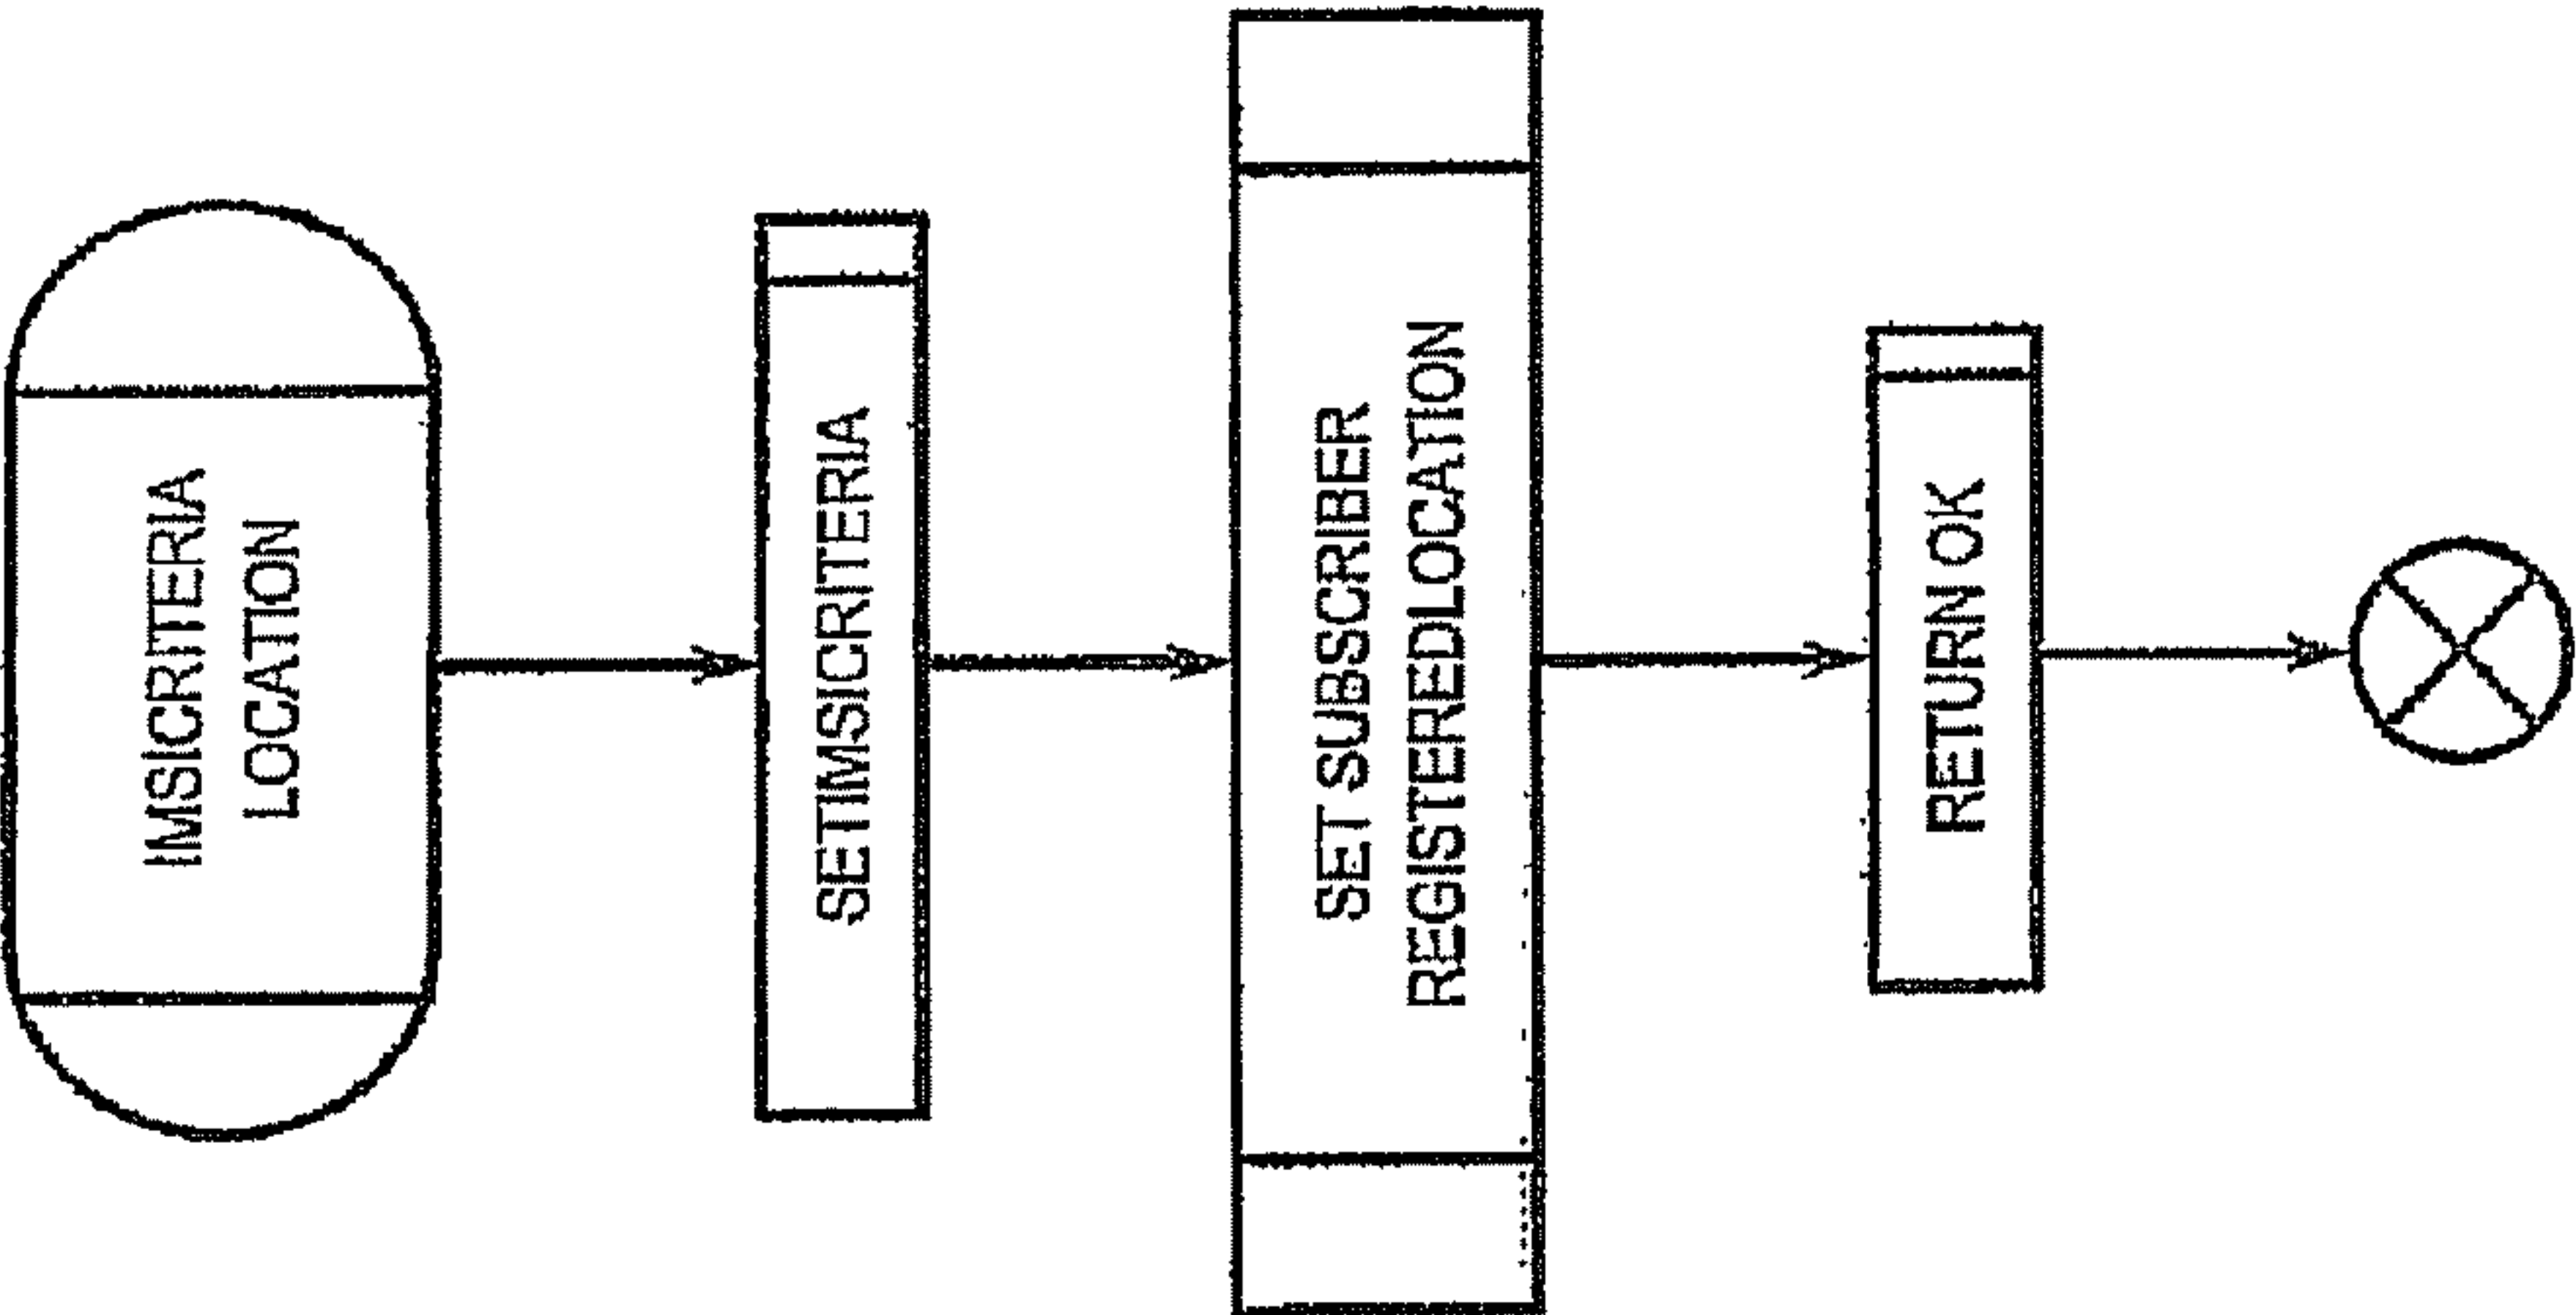 IMSICRITERIA
LOCATION
SETIMSICRITERIA
SET SUBSCRIBER
REGISTEREDLOCATION
RETURN OK